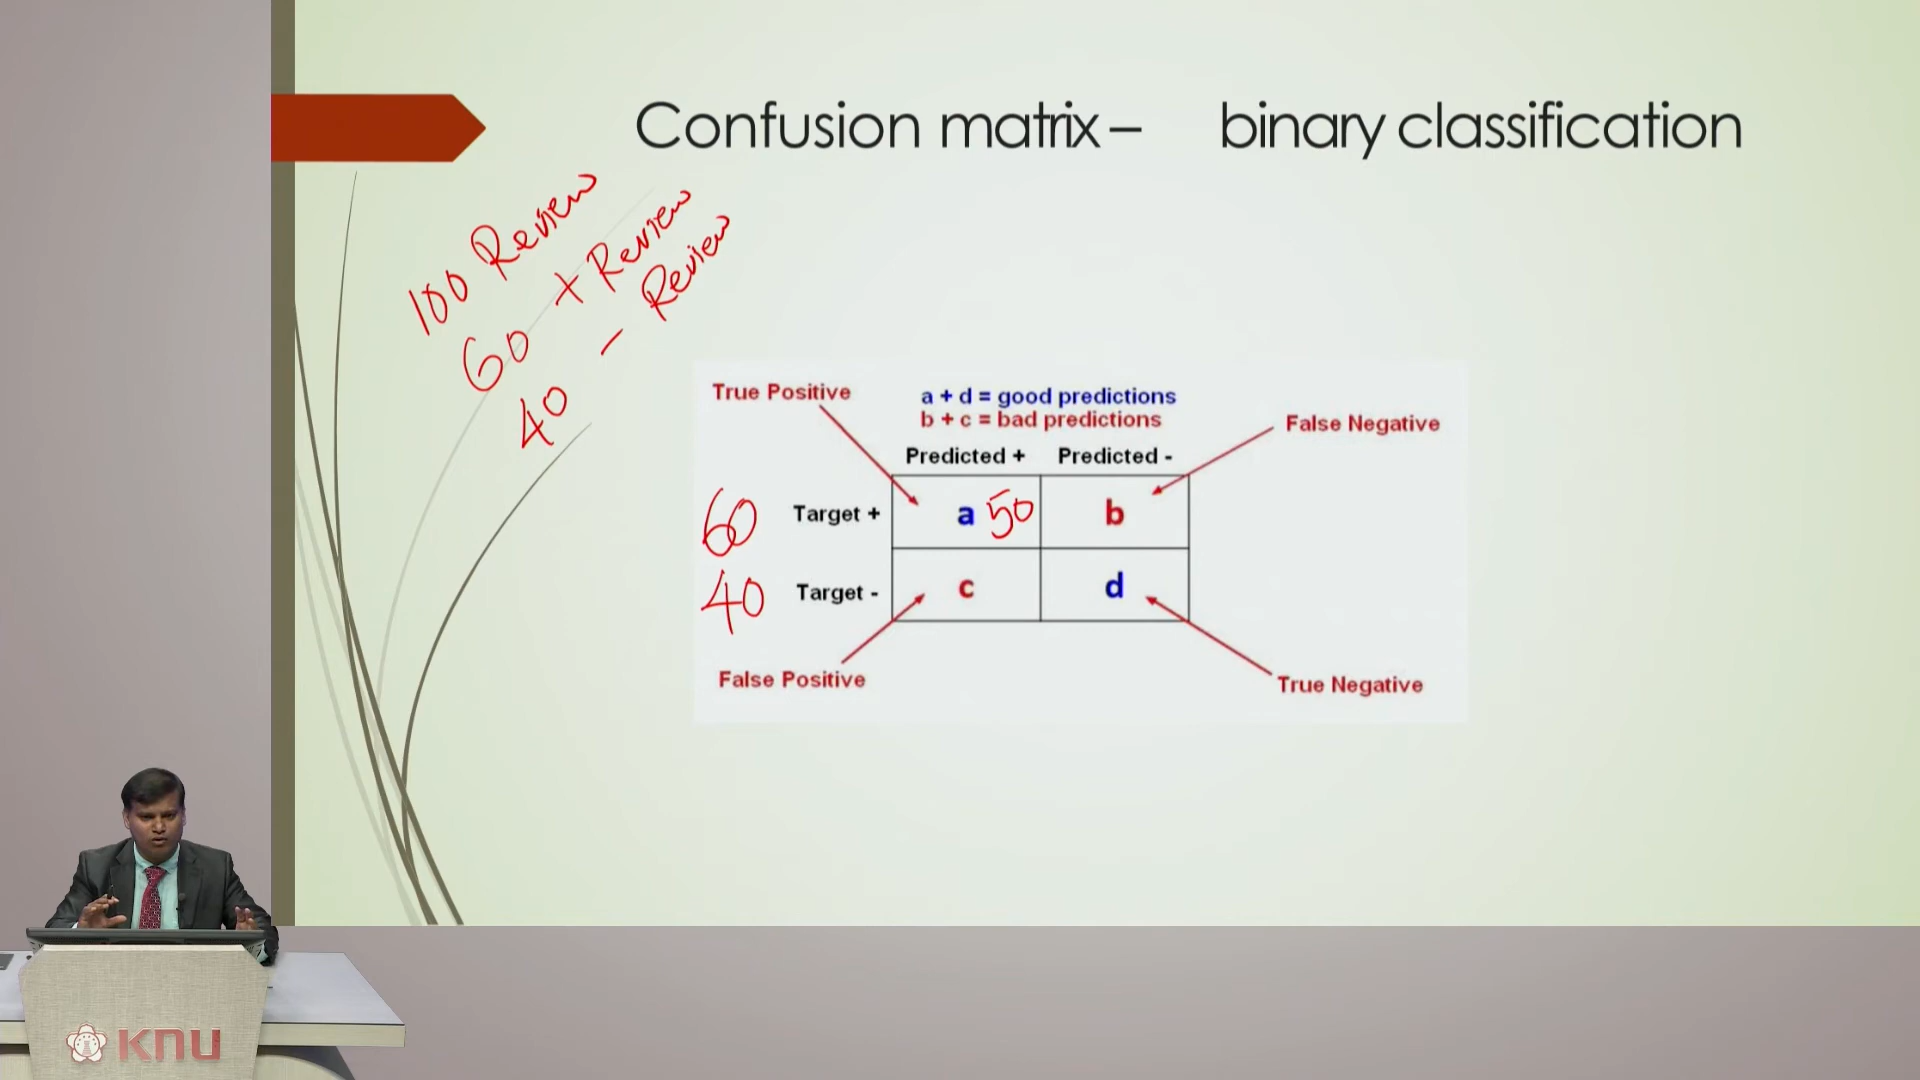 Confusion matrix – binary classification
100 Review
60 + Review
40 - Review
True Positive
a + d = good predictions
b + c = bad predictions
False Negative
Predicted + Predicted -
60 Target + a 50 b
40 Target - c d
False Positive
True Negative
KNU